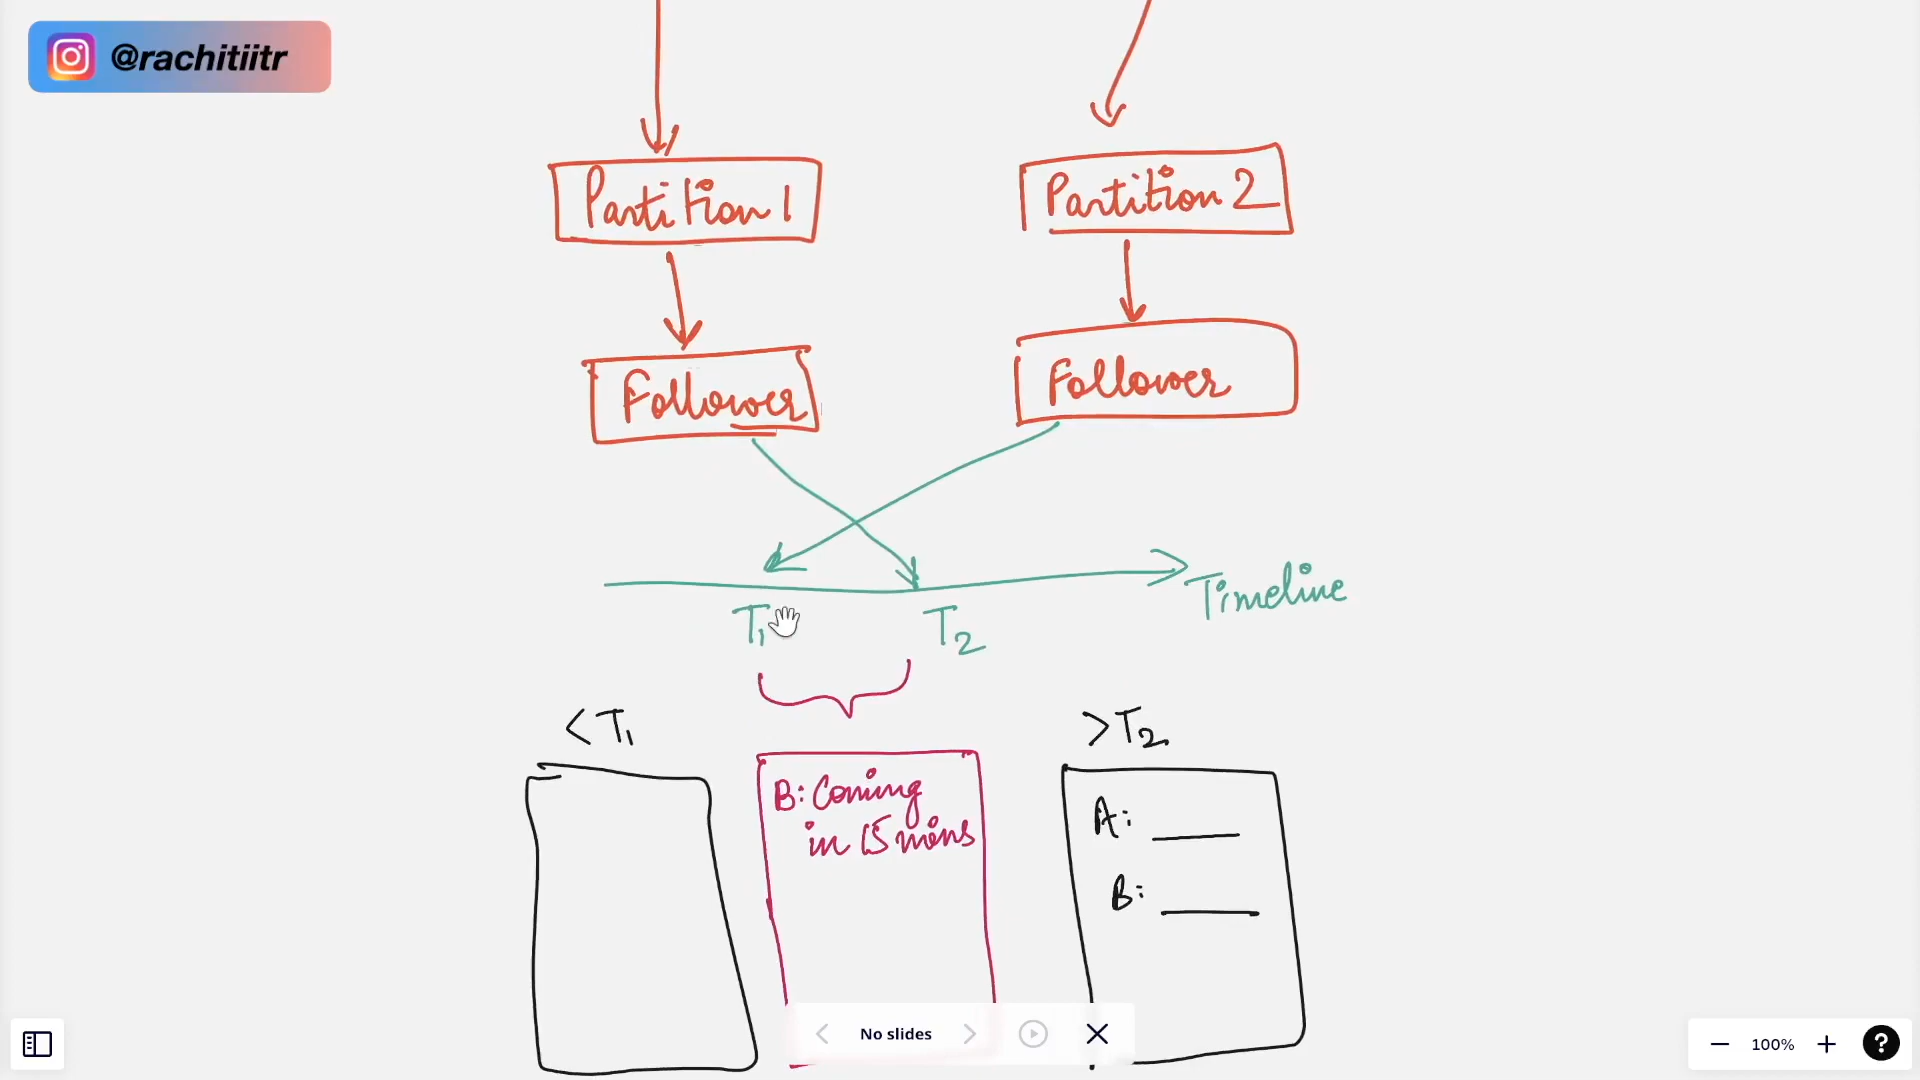 @rachitiitr
Partition 1
Partition 2
Follower
Follower
Timeline
T1
T2
< T1
> T2
B: Coming
in 15 mins
A:
B:
No slides
100%
?